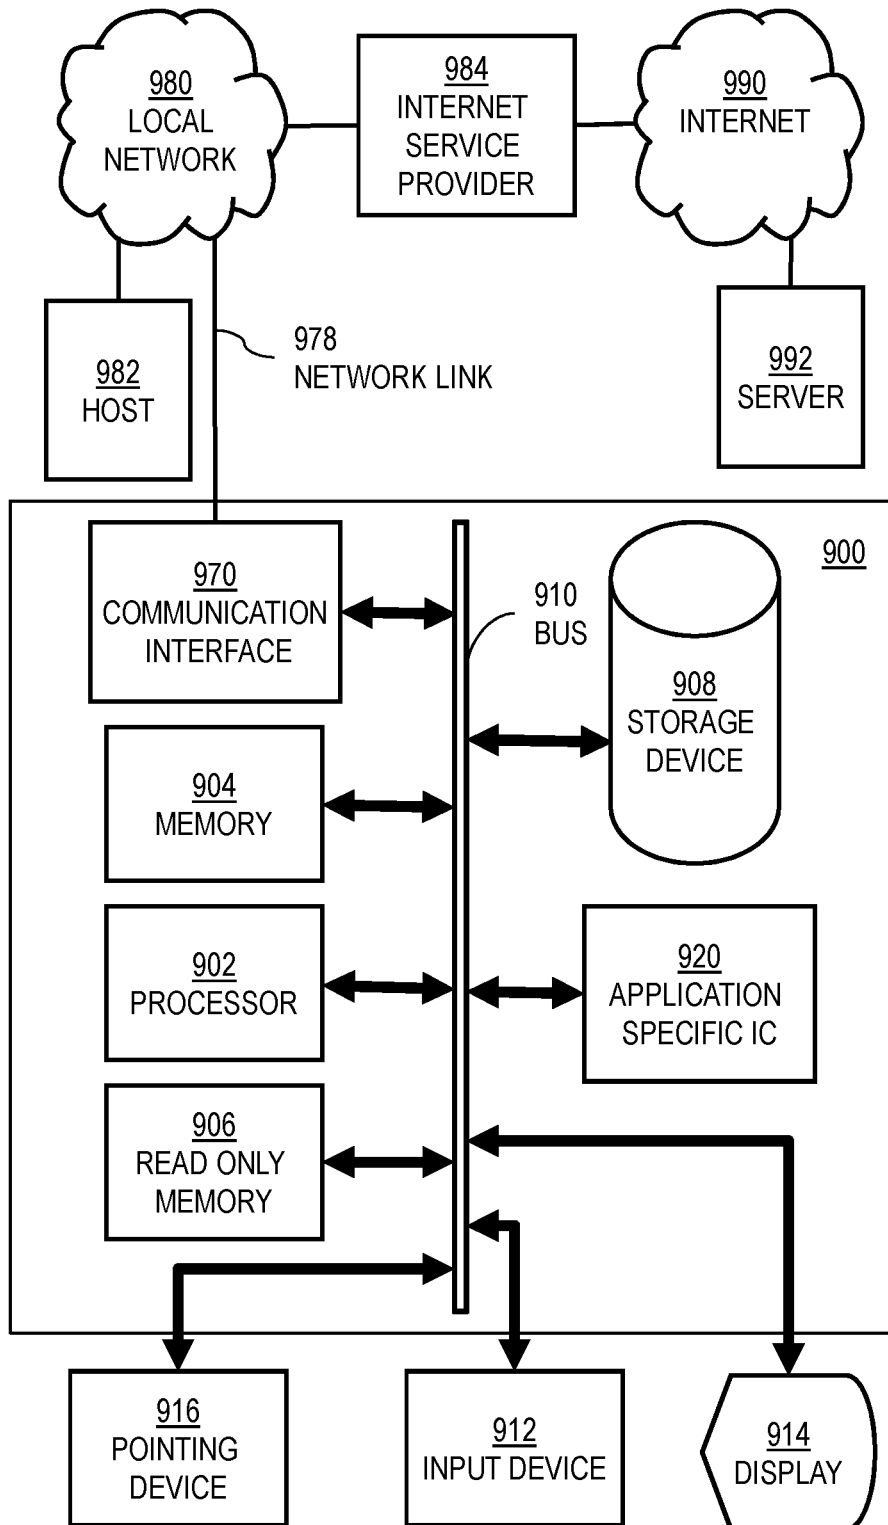 980
LOCAL
NETWORK
984
INTERNET
SERVICE
PROVIDER
990
INTERNET
982
HOST
978
NETWORK LINK
992
SERVER
900
970
COMMUNICATION
INTERFACE
910
BUS
908
STORAGE
DEVICE
904
MEMORY
902
PROCESSOR
920
APPLICATION
SPECIFIC IC
906
READ ONLY
MEMORY
916
POINTING
DEVICE
912
INPUT DEVICE
914
DISPLAY